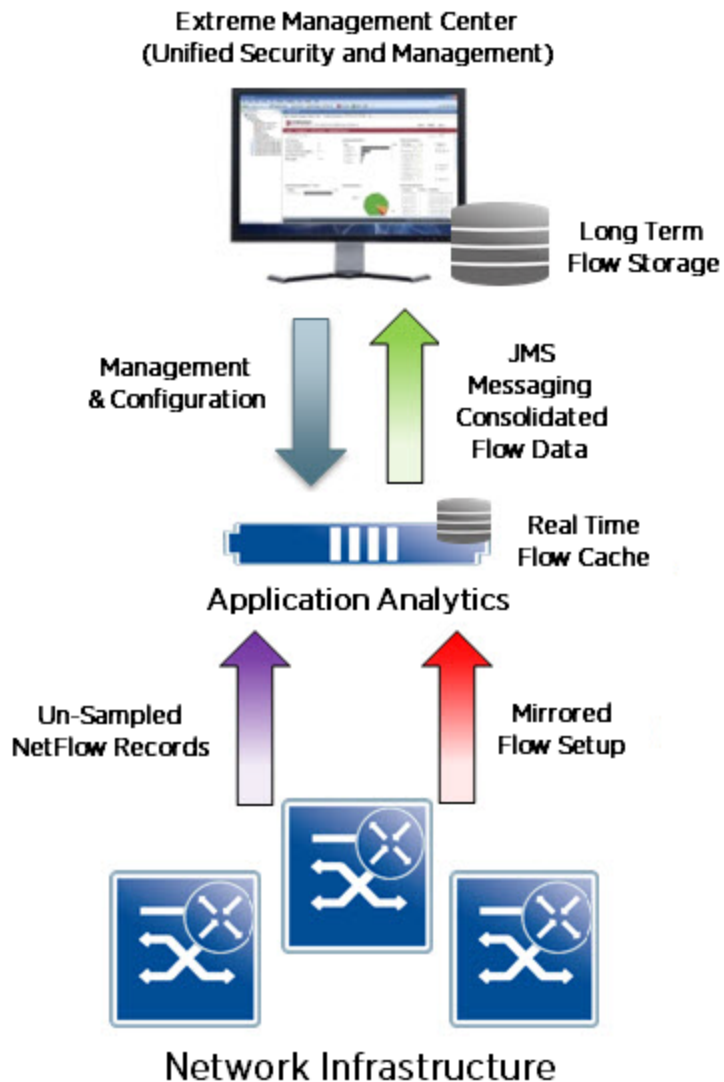 Extreme Management Center
(Unified Security and Management)
Long Term
Flow Storage
Management
& Configuration
JMS
Messaging
Consolidated
Flow Data
Real Time
Flow Cache
Application Analytics
Un-Sampled
NetFlow Records
Mirrored
Flow Setup
Network Infrastructure